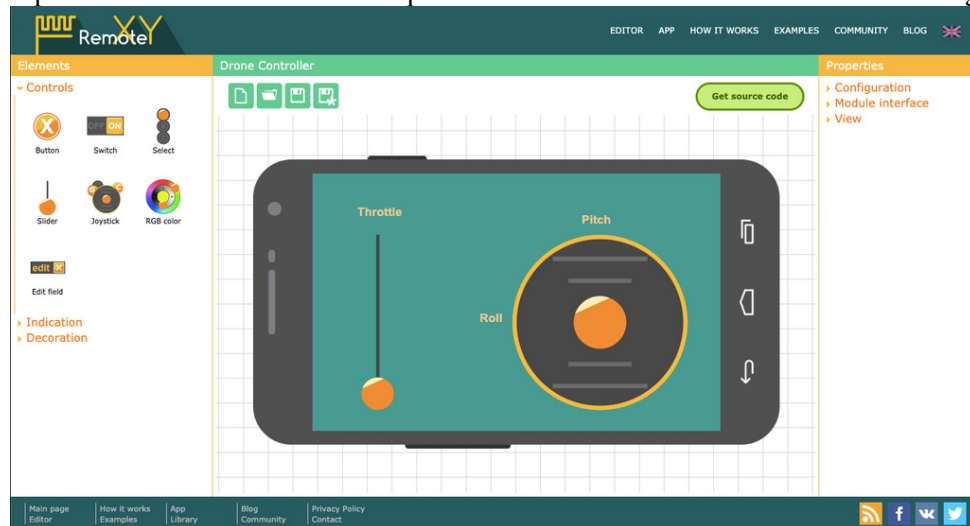 RemoteXY
EDITOR APP HOW IT WORKS EXAMPLES COMMUNITY BLOG
Elements
Drone Controller
Properties
Controls
Get source code
Configuration
Module interface
View
Button
OFF ON
Switch
Select
Slider
Joystick
RGB color
edit X
Edit field
Indication
Decoration
Throttle
Pitch
Roll
Main page
Editor
How it works
Examples
App
Library
Blog
Community
Privacy Policy
Contact